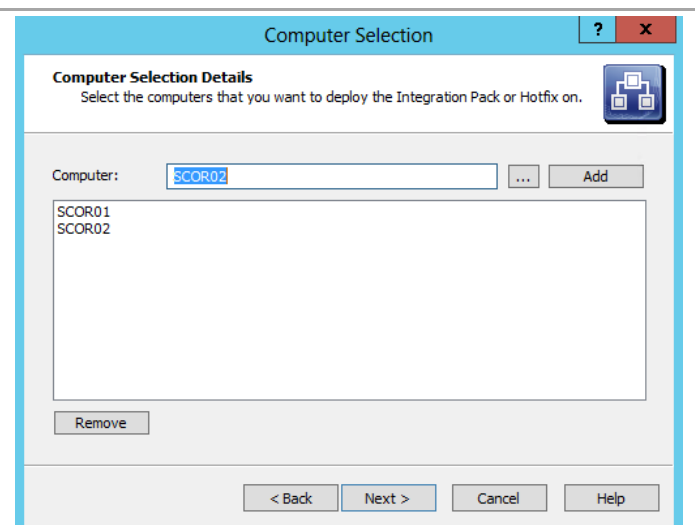 Computer Selection
? x
Computer Selection Details
Select the computers that you want to deploy the Integration Pack or Hotfix on.
Computer: SCOR02 ... Add
SCOR01
SCOR02
Remove
< Back Next > Cancel Help